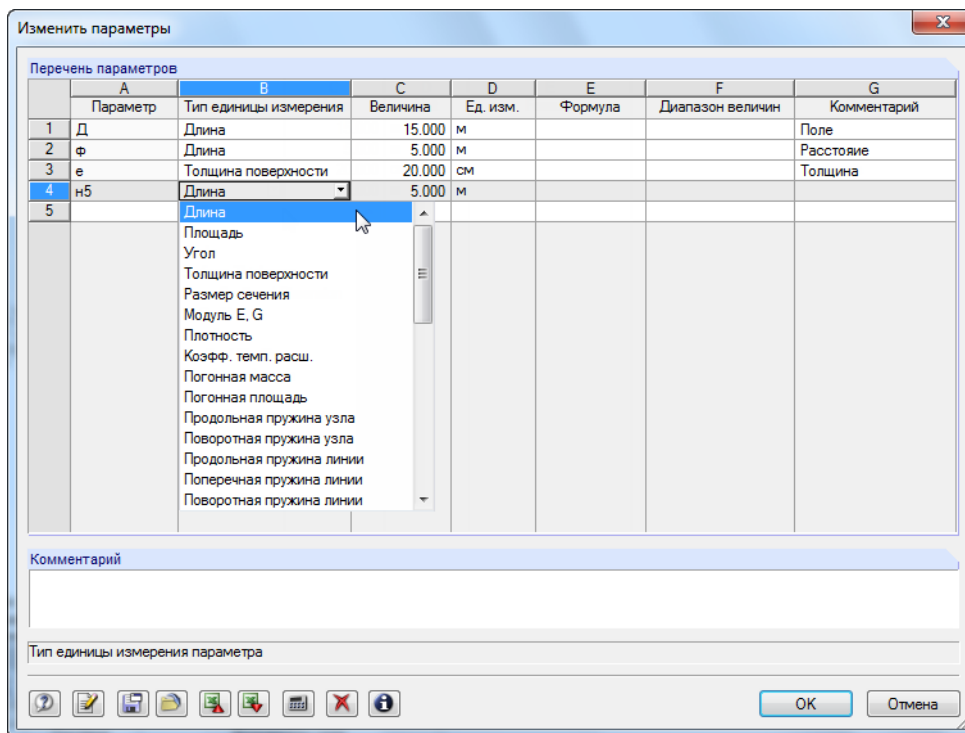 Изменить параметры
Перечень параметров
A B C D E F G
Параметр Тип единицы измерения Величина Ед. изм. Формула Диапазон величин Комментарий
1 Д Длина 15.000 м Поле
2 ф Длина 5.000 м Расстояие
3 е Толщина поверхности 20.000 см Толщина
4 н5 Длина 5.000 м
5 Длина
Площадь
Угол
Толщина поверхности
Размер сечения
Модуль E, G
Плотность
Коэфф. темп. расш.
Погонная масса
Погонная площадь
Продольная пружина узла
Поворотная пружина узла
Продольная пружина линии
Поперечная пружина линии
Поворотная пружина линии
Комментарий
Тип единицы измерения параметра
OK Отмена